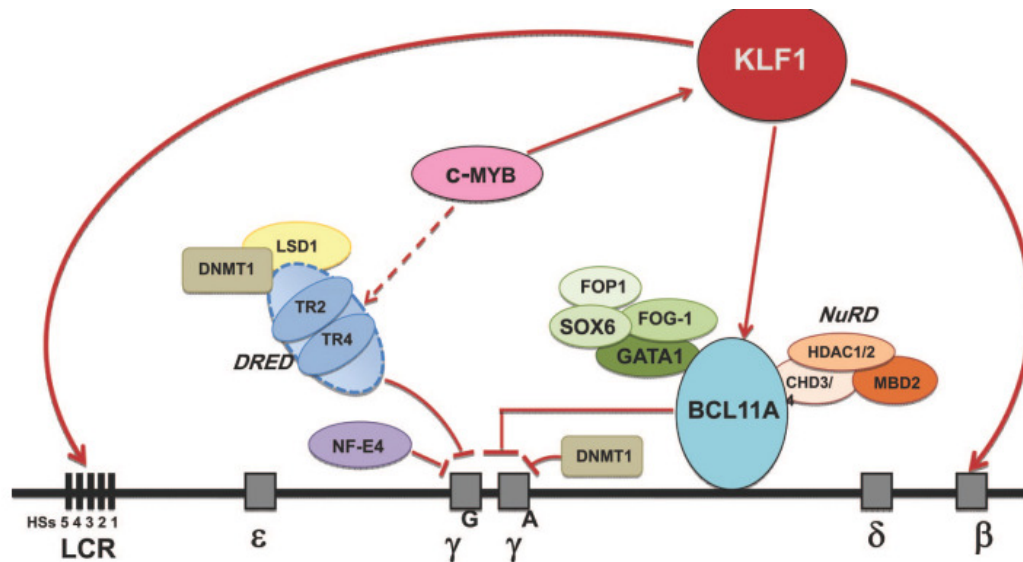 KLF1
c-MYB
LSD1
DNMT1
TR2
TR4
DRED
FOP1
SOX6
FOG-1
GATA1
NuRD
HDAC1/2
CHD3/
4
MBD2
BCL11A
NF-E4
DNMT1
HSs 5 4 3 2 1
LCR
ε
G
γ
A
γ
δ
β